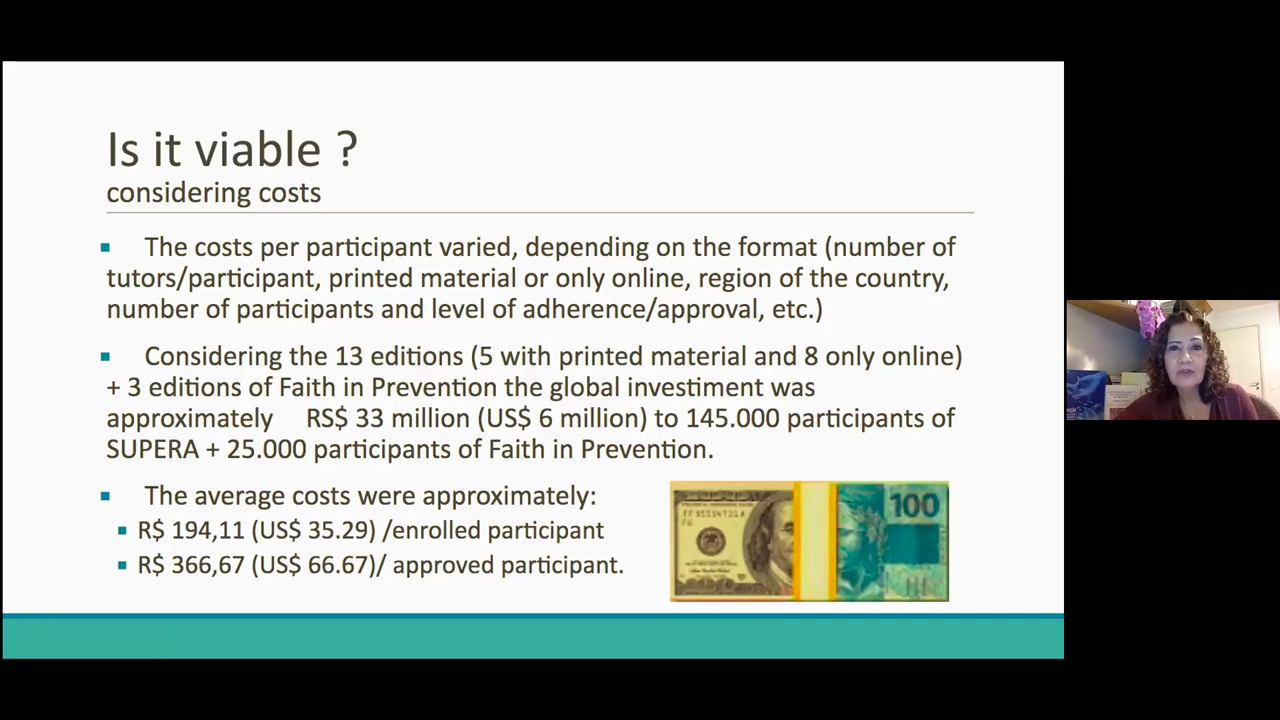 Is it viable ?
considering costs
▪ The costs per participant varied, depending on the format (number of
tutors/participant, printed material or only online, region of the country,
number of participants and level of adherence/approval, etc.)
▪ Considering the 13 editions (5 with printed material and 8 only online)
+ 3 editions of Faith in Prevention the global investiment was
approximately RS$ 33 million (US$ 6 million) to 145.000 participants of
SUPERA + 25.000 participants of Faith in Prevention.
▪ The average costs were approximately:
▪ R$ 194,11 (US$ 35.29) /enrolled participant
▪ R$ 366,67 (US$ 66.67)/ approved participant.
100